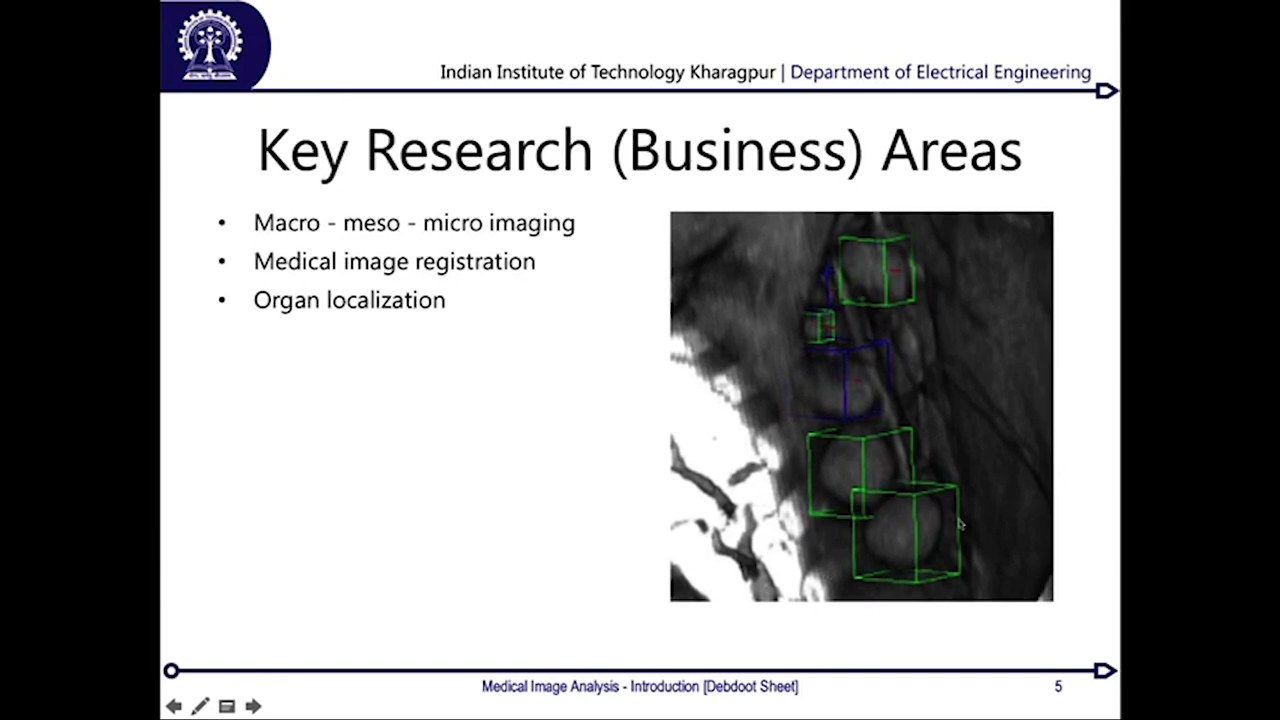 Indian Institute of Technology Kharagpur | Department of Electrical Engineering
Key Research (Business) Areas
• Macro - meso - micro imaging
• Medical image registration
• Organ localization
Medical Image Analysis - Introduction [Debdoot Sheet]
5